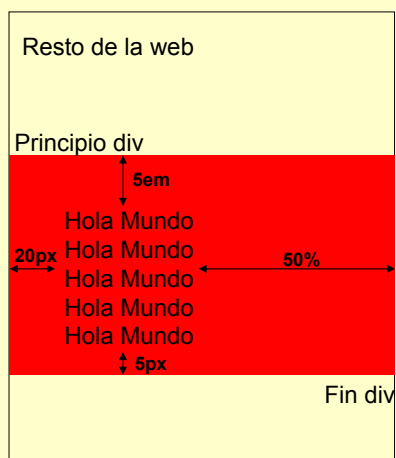 Resto de la web
Principio div
5em
Hola Mundo
Hola Mundo
20px Hola Mundo 50%
Hola Mundo
Hola Mundo
5px
Fin div